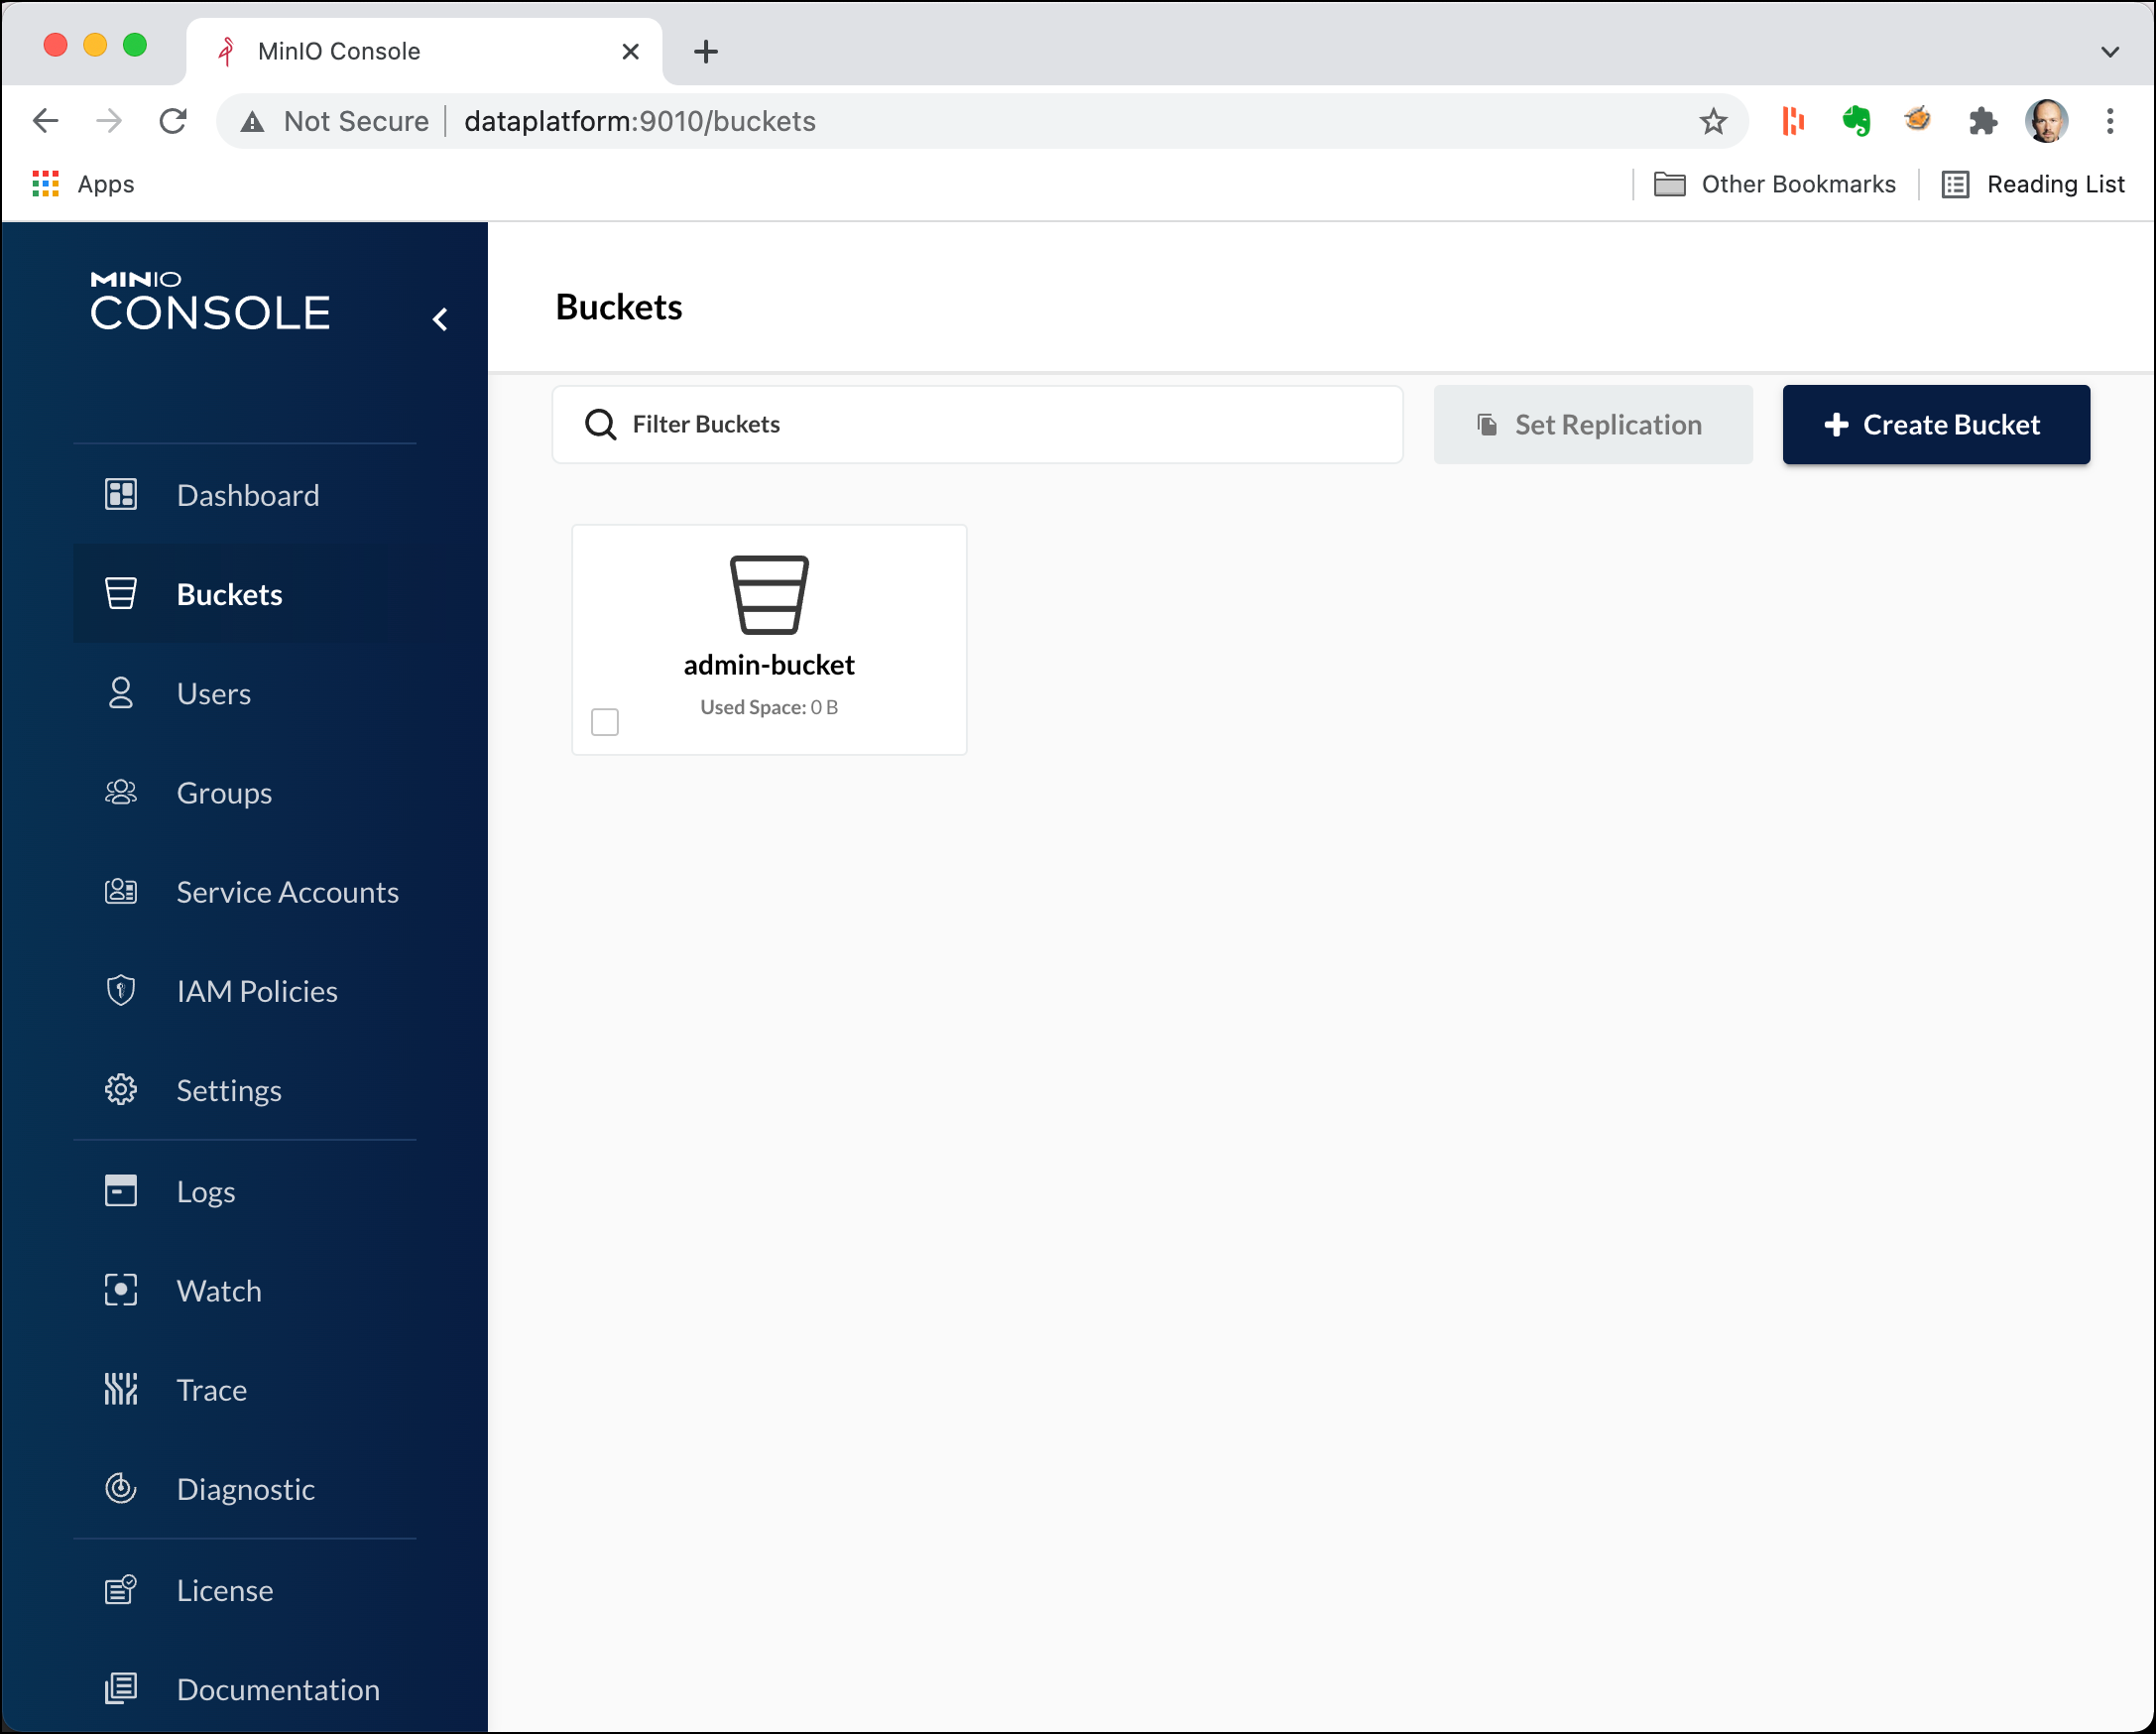 MinIO Console
Not Secure
dataplatform:9010/buckets
Apps
Other Bookmarks
Reading List
MINIO
CONSOLE
Buckets
Filter Buckets
Set Replication
Create Bucket
Dashboard
Buckets
Users
Groups
Service Accounts
IAM Policies
Settings
Logs
Watch
Trace
Diagnostic
License
Documentation
admin-bucket
Used Space: 0 B